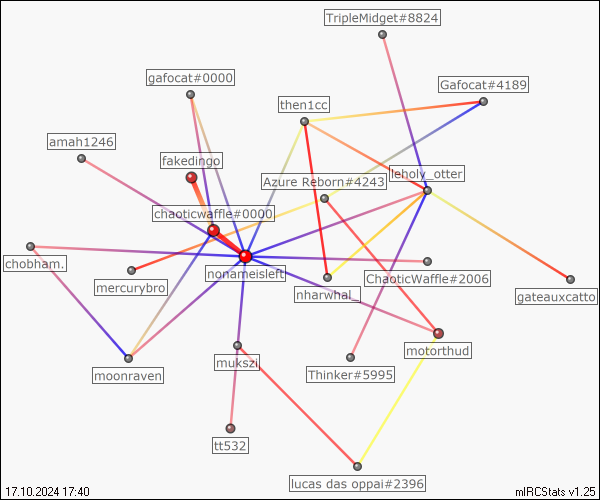 TripleMidget#8824
gafocat#0000
Gafocat#4189
then1cc
amah1246
fakedingo
leholy_otter
Azure Reborn#4243
chaoticwaffle#0000
chobham.
nonameisleft
ChaoticWaffle#2006
mercurybro
nharwhal_
gateauxcatto
motorthud
mukszi
moonraven
Thinker#5995
tt532
lucas das oppai#2396
17.10.2024 17:40
mIRCStats v1.25